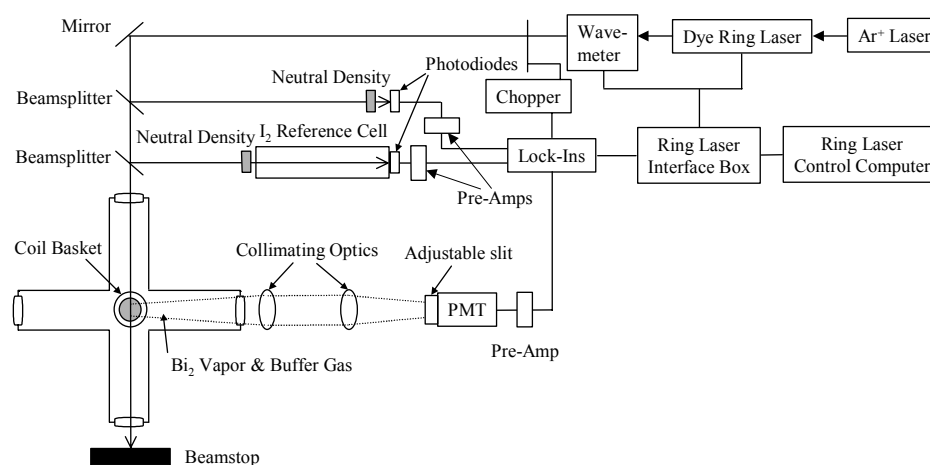 Mirror
Wave-
meter
Dye Ring Laser
Ar+ Laser
Photodiodes
Neutral Density
Chopper
Beamsplitter
Neutral Density
I2 Reference Cell
Beamsplitter
Lock-Ins
Ring Laser
Interface Box
Ring Laser
Control Computer
Pre-Amps
Coil Basket
Collimating Optics
Adjustable slit
PMT
Pre-Amp
Bi2 Vapor & Buffer Gas
Beamstop